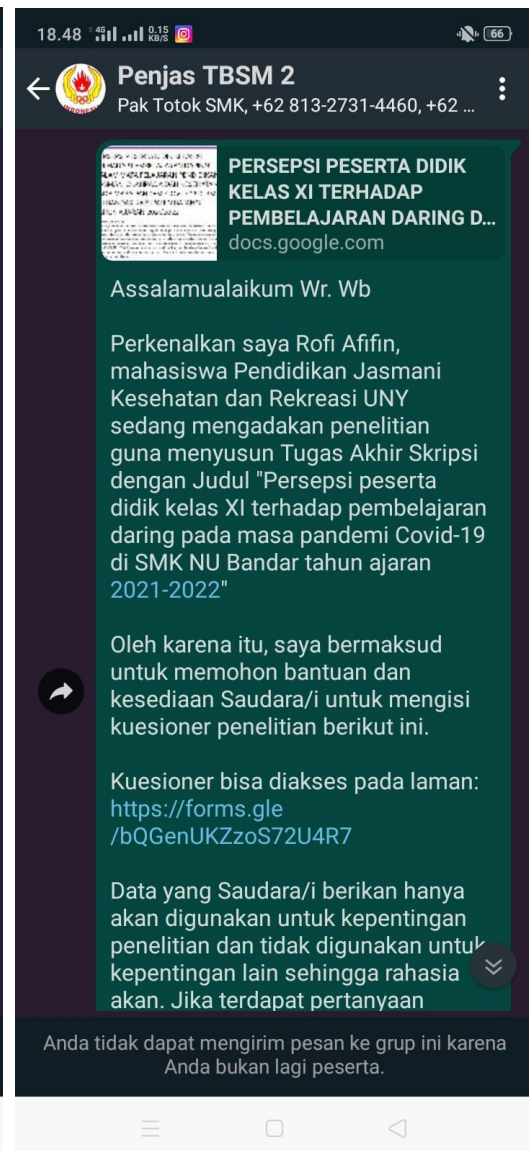 18.48 4G 0.15 KB/S 66
Penjas TBSM 2
Pak Totok SMK, +62 813-2731-4460, +62 ...
PERSEPSI PESERTA DIDIK
KELAS XI TERHADAP
PEMBELAJARAN DARING D...
docs.google.com
Assalamualaikum Wr. Wb
Perkenalkan saya Rofi Afifin,
mahasiswa Pendidikan Jasmani
Kesehatan dan Rekreasi UNY
sedang mengadakan penelitian
guna menyusun Tugas Akhir Skripsi
dengan Judul "Persepsi peserta
didik kelas XI terhadap pembelajaran
daring pada masa pandemi Covid-19
di SMK NU Bandar tahun ajaran
2021-2022"
Oleh karena itu, saya bermaksud
untuk memohon bantuan dan
kesediaan Saudara/i untuk mengisi
kuesioner penelitian berikut ini.
Kuesioner bisa diakses pada laman:
https://forms.gle
/bQGenUKZzoS72U4R7
Data yang Saudara/i berikan hanya
akan digunakan untuk kepentingan
penelitian dan tidak digunakan untuk
kepentingan lain sehingga rahasia
akan. Jika terdapat pertanyaan
Anda tidak dapat mengirim pesan ke grup ini karena
Anda bukan lagi peserta.